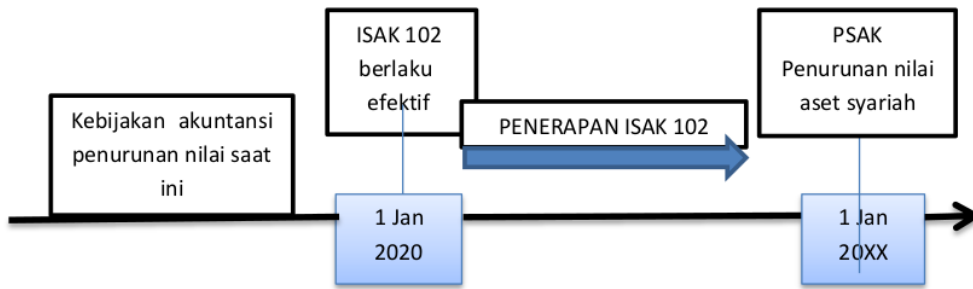 Kebijakan akuntansi
penurunan nilai saat
ini
ISAK 102
berlaku
efektif
PENERAPAN ISAK 102
PSAK
Penurunan nilai
aset syariah
1 Jan
2020
1 Jan
20XX